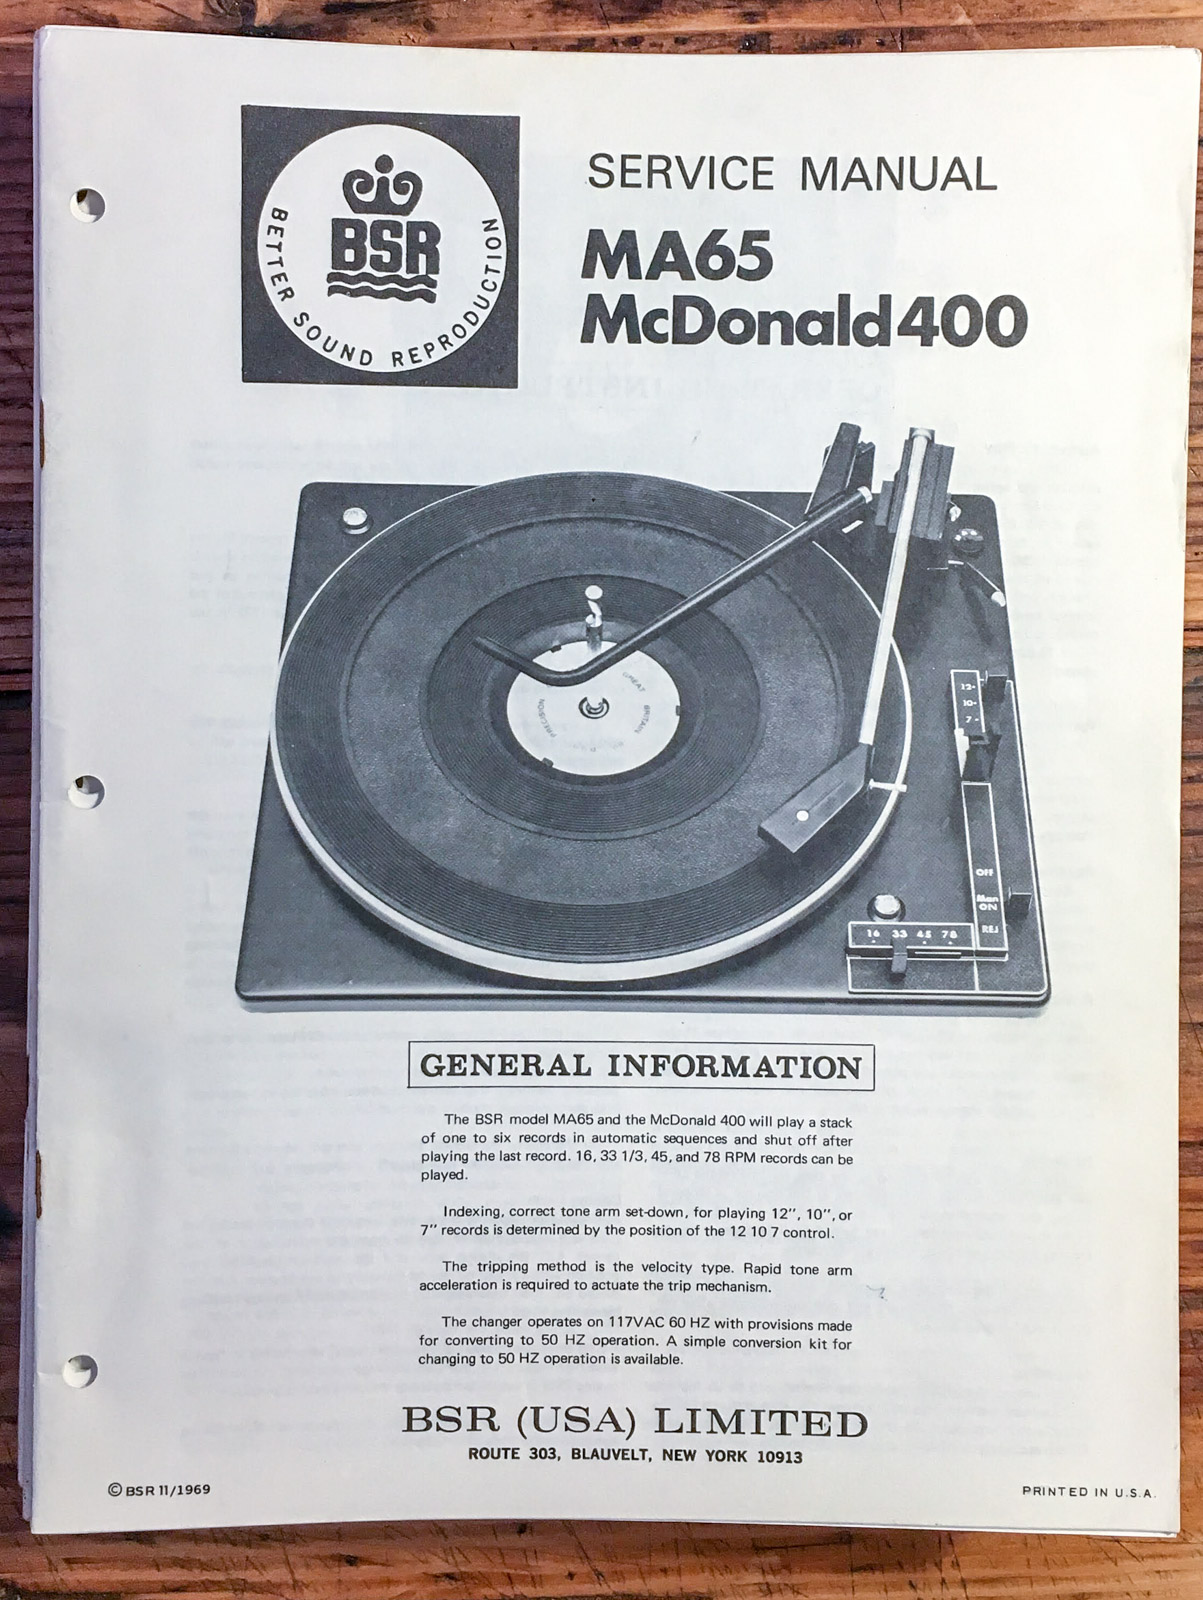 BSR
BETTER SOUND REPRODUCTION
SERVICE MANUAL
MA65
McDonald 400
GREAT
BRITAIN
PRECISION
12-
10-
7-
OFF
Man
ON
REJ
16 33 45 78
GENERAL INFORMATION
The BSR model MA65 and the McDonald 400 will play a stack
of one to six records in automatic sequences and shut off after
playing the last record. 16, 33 1/3, 45, and 78 RPM records can be
played.
Indexing, correct tone arm set-down, for playing 12", 10", or
7" records is determined by the position of the 12 10 7 control.
The tripping method is the velocity type. Rapid tone arm
acceleration is required to actuate the trip mechanism.
The changer operates on 117VAC 60 HZ with provisions made
for converting to 50 HZ operation. A simple conversion kit for
changing to 50 HZ operation is available.
BSR (USA) LIMITED
ROUTE 303, BLAUVELT, NEW YORK 10913
© BSR 11/1969
PRINTED IN U.S.A.